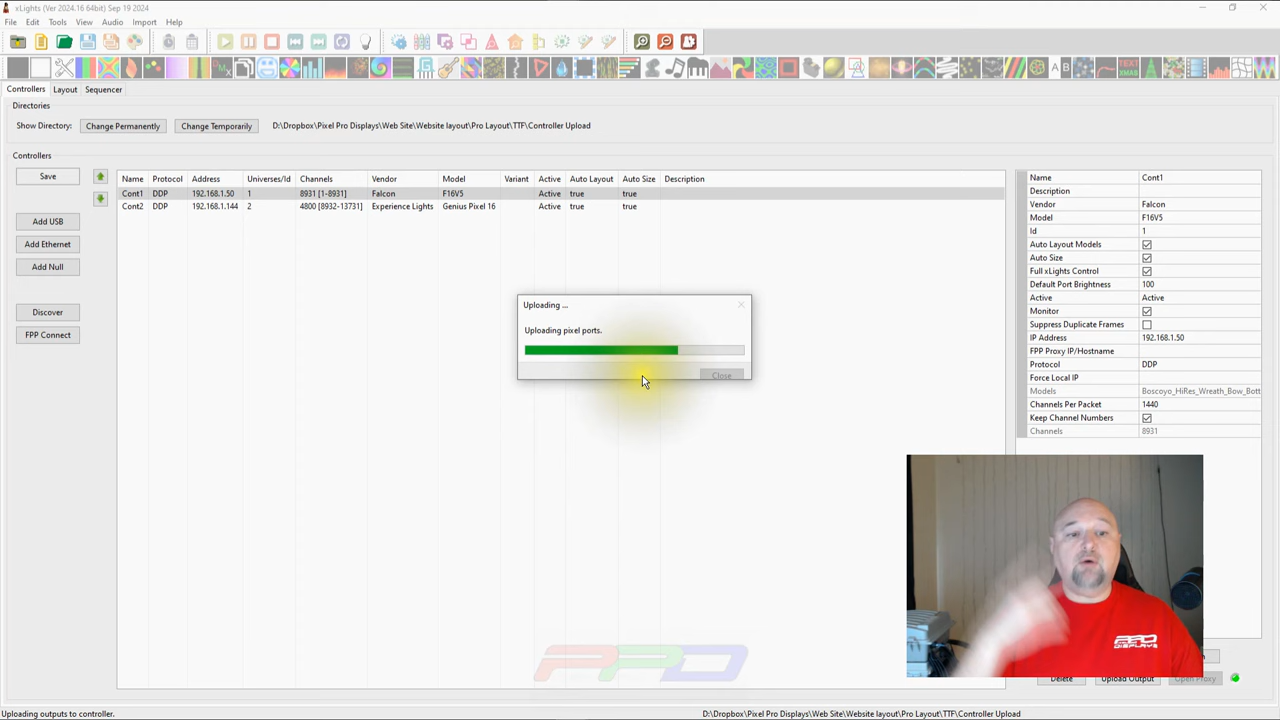 xLights (Ver 2024.16 64bit) Sep 19 2024
File Edit Tools View Audio Import Help
Controllers Layout Sequencer
Directories
Show Directory: Change Permanently Change Temporarily D:\Dropbox\Pixel Pro Displays\Web Site\Website layout\Pro Layout\TTF\Controller Upload
Controllers
Save
Add USB
Add Ethernet
Add Null
Discover
FPP Connect
Name Protocol Address Universes/Id Channels Vendor Model Variant Active Auto Layout Auto Size Description
Cont1 DDP 192.168.1.50 1 8931 [1-8931] Falcon F16V5 Active true true
Cont2 DDP 192.168.1.144 2 4800 [8932-13731] Experience Lights Genius Pixel 16 Active true true
Uploading ...
Uploading pixel ports.
Close
Name Cont1
Description
Vendor Falcon
Model F16V5
Id 1
Auto Layout Models
Auto Size
Full xLights Control
Default Port Brightness 100
Active Active
Monitor
Suppress Duplicate Frames
IP Address 192.168.1.50
FPP Proxy IP/Hostname
Protocol DDP
Force Local IP
Models Boscoyo_HiRes_Wreath_Bow_Bott
Channels Per Packet 1440
Keep Channel Numbers
Channels 8931
PPD
DISPLAYS
PPD
Delete Upload Output Open Proxy
Uploading outputs to controller. D:\Dropbox\Pixel Pro Displays\Web Site\Website layout\Pro Layout\TTF\Controller Upload